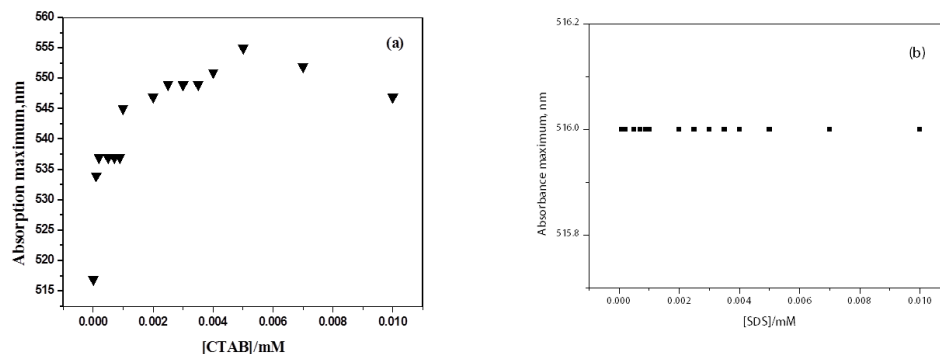 560
555
550
545
540
535
530
525
520
515
(a)
Absorption maximum,nm
0.000 0.002 0.004 0.006 0.008 0.010
[CTAB]/mM
516.2
516.0
515.8
(b)
Absorbance maximum, nm
0.000 0.002 0.004 0.006 0.008 0.010
[SDS]/mM